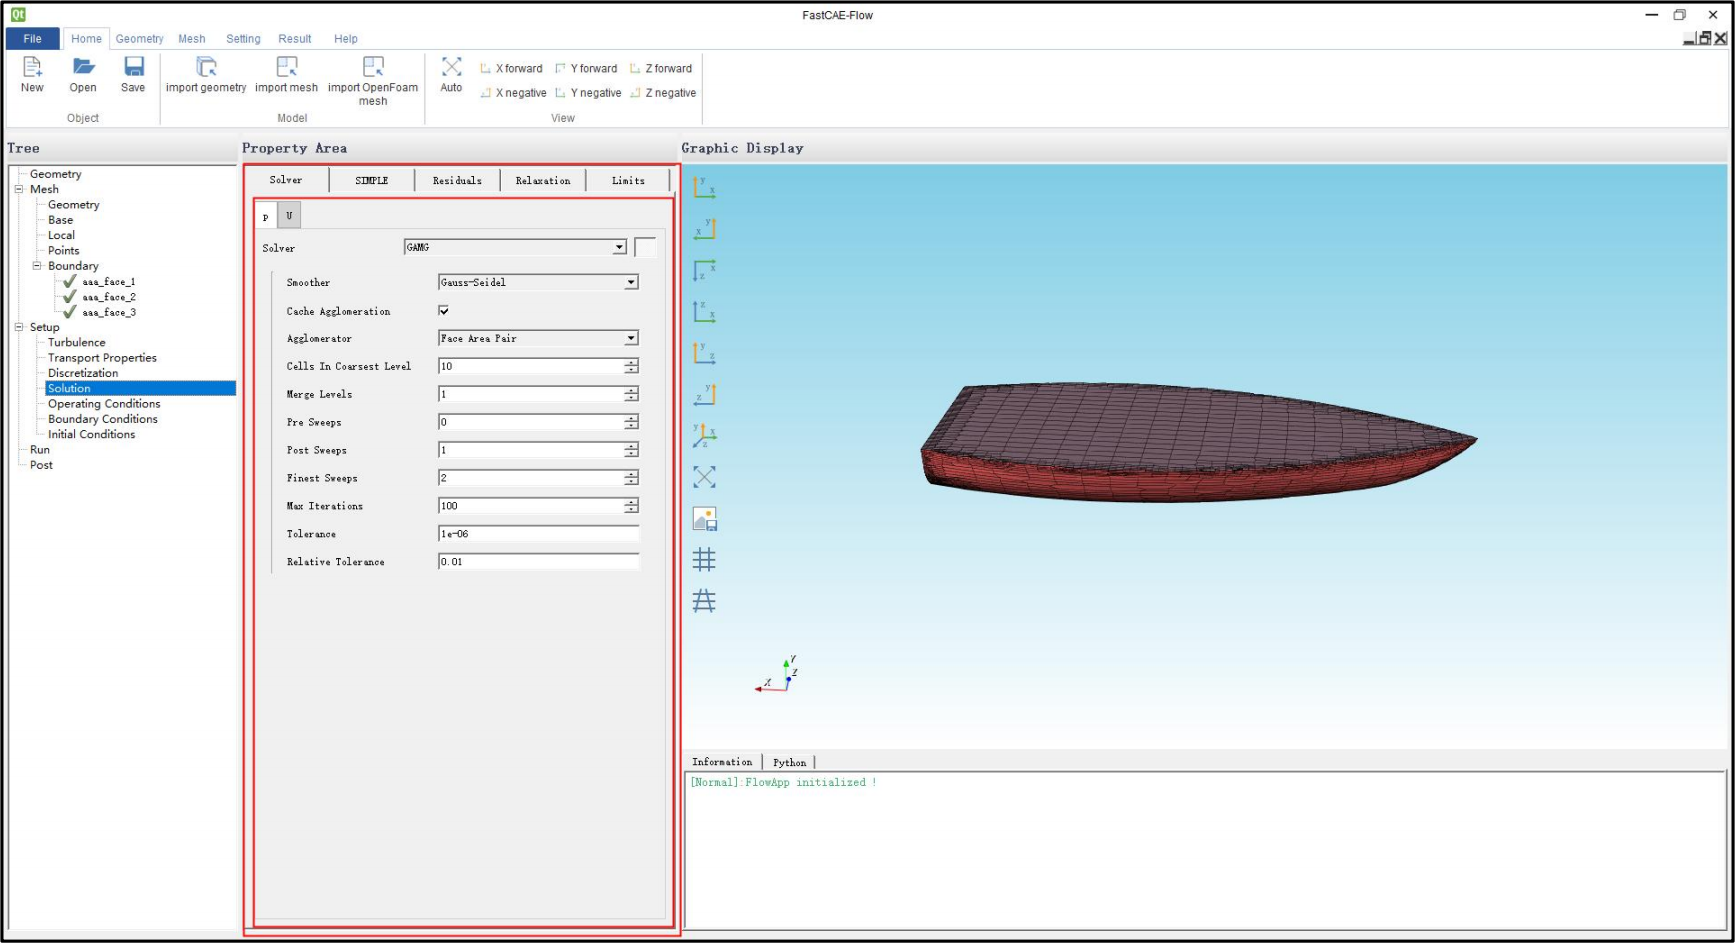 Qt
FastCAE-Flow
File Home Geometry Mesh Setting Result Help
New Open Save
import geometry import mesh import OpenFoam
mesh
Auto
X forward Y forward Z forward
X negative Y negative Z negative
Object Model View
Tree
Geometry
Mesh
Geometry
Base
Local
Points
Boundary
aaa_face_1
aaa_face_2
aaa_face_3
Setup
Turbulence
Transport Properties
Discretization
Solution
Operating Conditions
Boundary Conditions
Initial Conditions
Run
Post
Property Area
Solver SIMPLE Residuals Relaxation Limits
p U
Solver GAMG
Smoother Gauss-Seidel
Cache Agglomeration
Agglomerator Face Area Pair
Cells In Coarsest Level 10
Merge Levels 1
Pre Sweeps 0
Post Sweeps 1
Finest Sweeps 2
Max Iterations 100
Tolerance 1e-06
Relative Tolerance 0.01
Graphic Display
y x
x y
x z
z x
y z
z y
y x z
Y
Z
X
Information Python
[Normal]:FlowApp initialized !